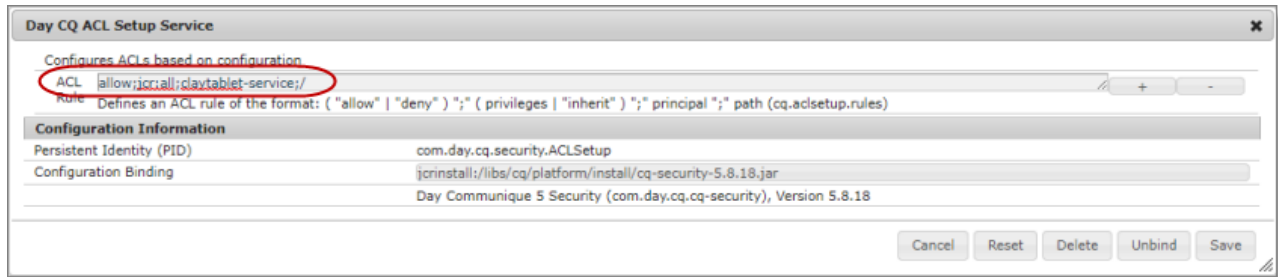 Day CQ ACL Setup Service
Configures ACLs based on configuration
ACL Rule allow;jcr:all;claytablet-service;/
+ -
Defines an ACL rule of the format: ( "allow" | "deny" ) ";" ( privileges | "inherit" ) ";" principal ";" path (cq.aclsetup.rules)
Configuration Information
Persistent Identity (PID) com.day.cq.security.ACLSetup
Configuration Binding jcrinstall:/libs/cq/platform/install/cq-security-5.8.18.jar
Day Communique 5 Security (com.day.cq.cq-security), Version 5.8.18
Cancel Reset Delete Unbind Save